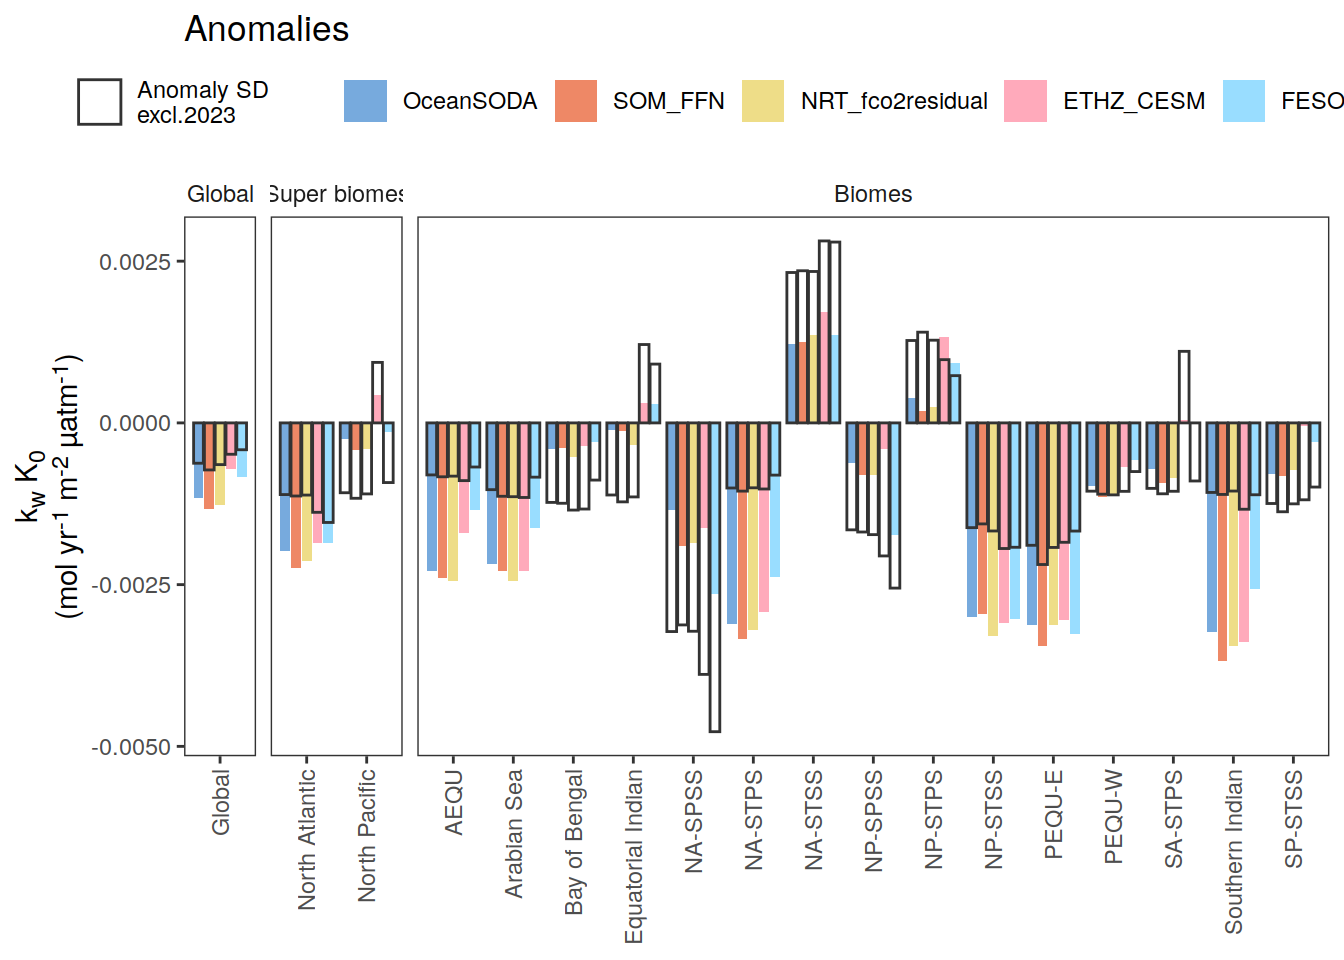 Anomalies
Anomaly SD
excl.2023
OceanSODA
SOM_FFN
NRT_fco2residual
ETHZ_CESM
FESO
Global
Super biomes
Biomes
0.0025
0.0000
-0.0025
-0.0050
k_w K_0
(mol yr⁻¹ m⁻² µatm⁻¹)
Global
North Atlantic
North Pacific
AEQU
Arabian Sea
Bay of Bengal
Equatorial Indian
NA-SPSS
NA-STPS
NA-STSS
NP-SPSS
NP-STPS
NP-STSS
PEQU-E
PEQU-W
SA-STPS
Southern Indian
SP-STSS